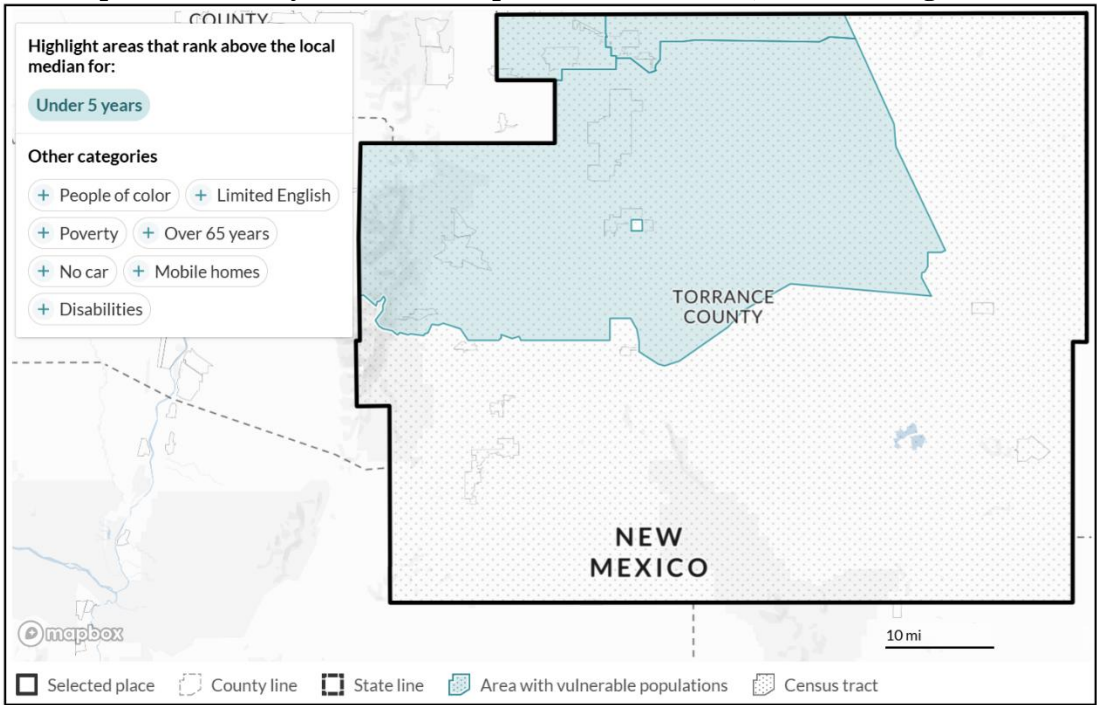 COUNTY
Highlight areas that rank above the local
median for:
Under 5 years
Other categories
+ People of color + Limited English
+ Poverty + Over 65 years
+ No car + Mobile homes
+ Disabilities
TORRANCE
COUNTY
NEW
MEXICO
mapbox
10 mi
Selected place County line State line Area with vulnerable populations Census tract